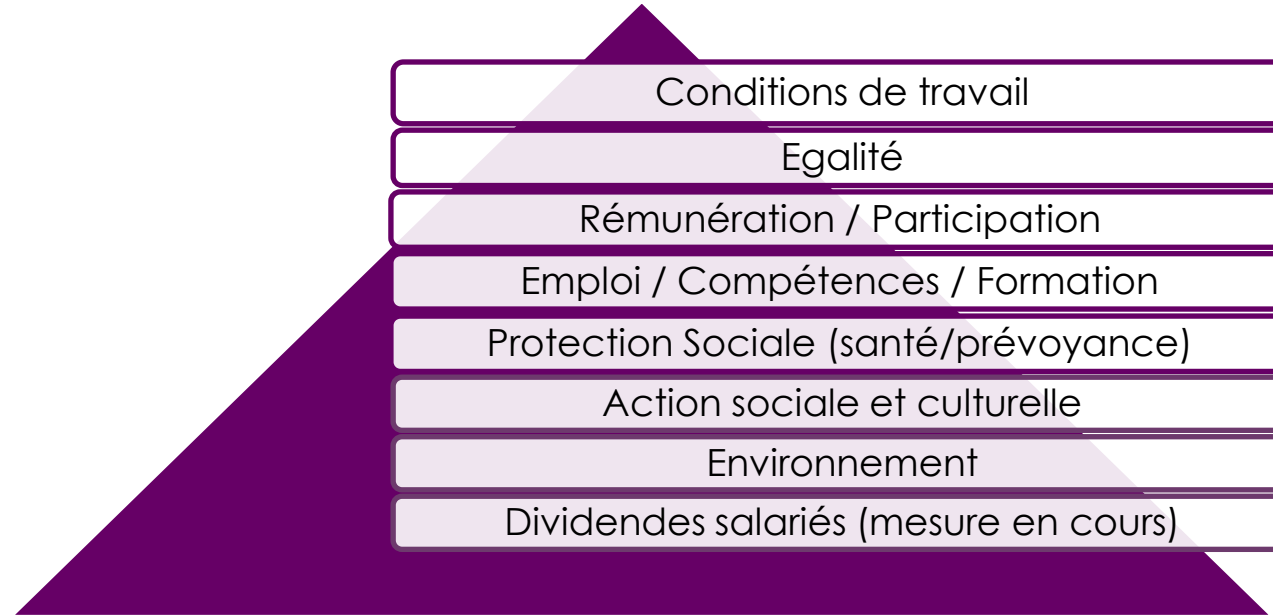 Conditions de travail
Egalité
Rémunération / Participation
Emploi / Compétences / Formation
Protection Sociale (santé/prévoyance)
Action sociale et culturelle
Environnement
Dividendes salariés (mesure en cours)